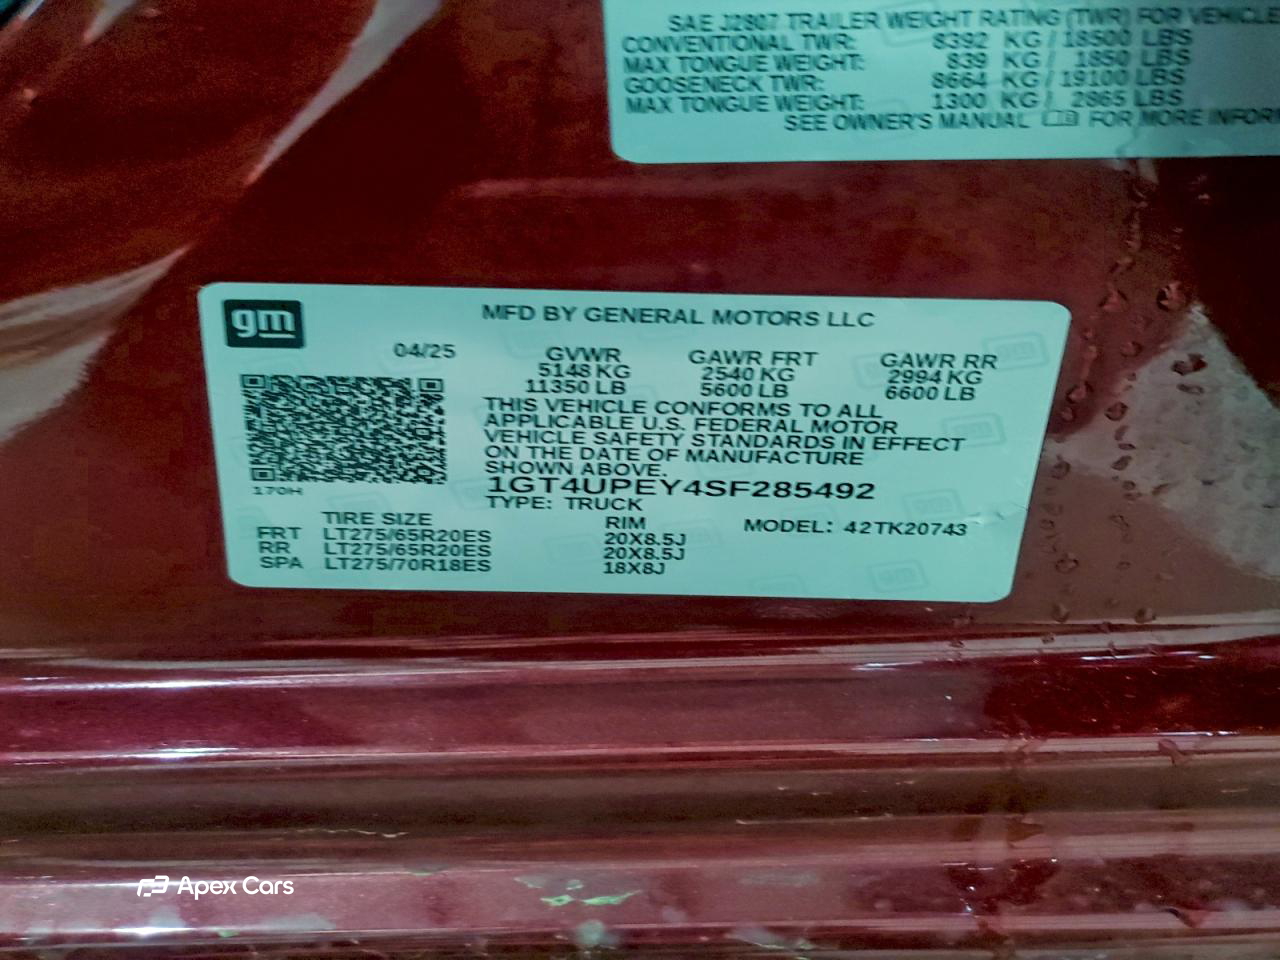 SAE J2807 TRAILER WEIGHT RATING (TWR) FOR VEHICLE
CONVENTIONAL TWR: 8392 KG / 18500 LBS
MAX TONGUE WEIGHT: 839 KG / 1850 LBS
GOOSENECK TWR: 8664 KG / 19100 LBS
MAX TONGUE WEIGHT: 1300 KG / 2865 LBS
SEE OWNER'S MANUAL FOR MORE INFOR
gm
MFD BY GENERAL MOTORS LLC
04/25 GVWR GAWR FRT GAWR RR
5148 KG 2540 KG 2994 KG
11350 LB 5600 LB 6600 LB
THIS VEHICLE CONFORMS TO ALL
APPLICABLE U.S. FEDERAL MOTOR
VEHICLE SAFETY STANDARDS IN EFFECT
ON THE DATE OF MANUFACTURE
SHOWN ABOVE.
170H
1GT4UPEY4SF285492
TYPE: TRUCK
TIRE SIZE RIM MODEL: 42TK20743
FRT LT275/65R20ES 20X8.5J
RR LT275/65R20ES 20X8.5J
SPA LT275/70R18ES 18X8J
Apex Cars